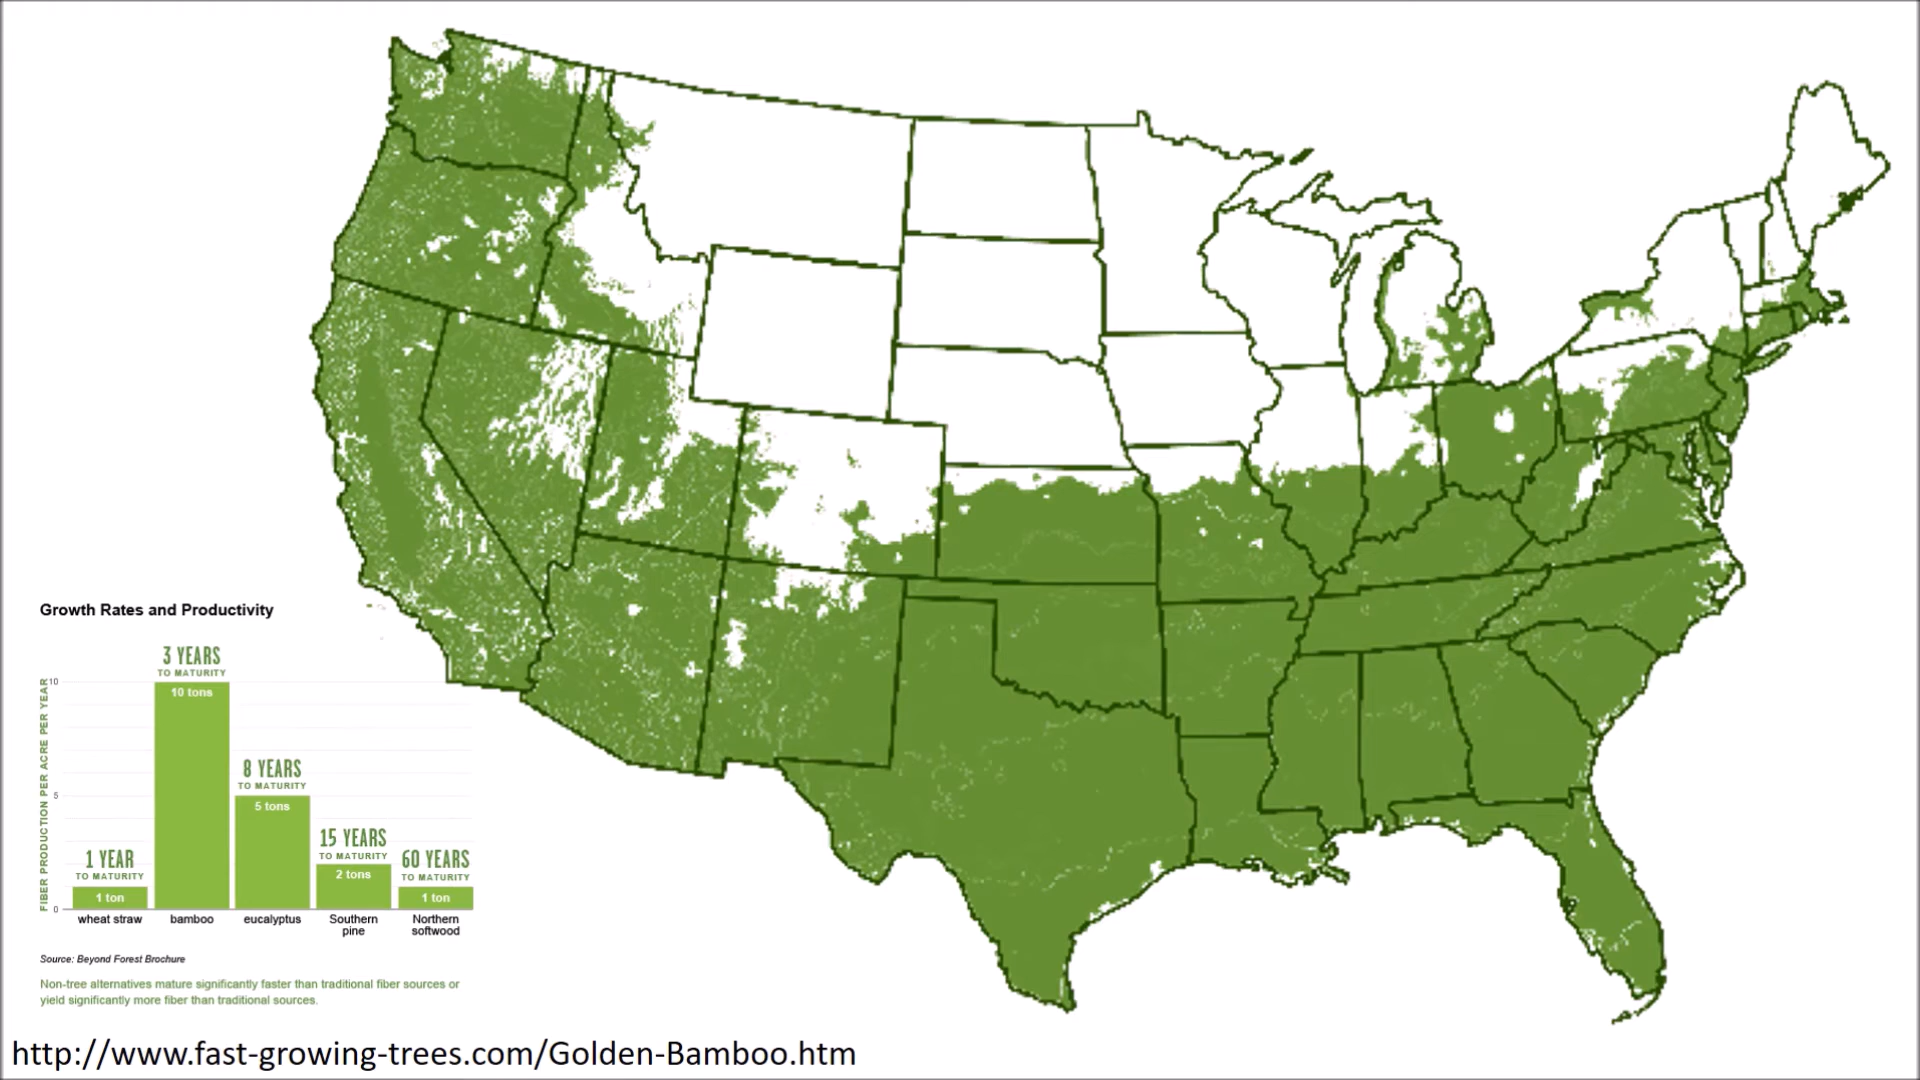 Growth Rates and Productivity
FIBER PRODUCTION PER ACRE PER YEAR
10
5
0
3 YEARS
TO MATURITY
10 tons
8 YEARS
TO MATURITY
5 tons
15 YEARS
TO MATURITY
2 tons
1 YEAR
TO MATURITY
1 ton
60 YEARS
TO MATURITY
1 ton
wheat straw
bamboo
eucalyptus
Southern
pine
Northern
softwood
Source: Beyond Forest Brochure
Non-tree alternatives mature significantly faster than traditional fiber sources or
yield significantly more fiber than traditional sources.
http://www.fast-growing-trees.com/Golden-Bamboo.htm